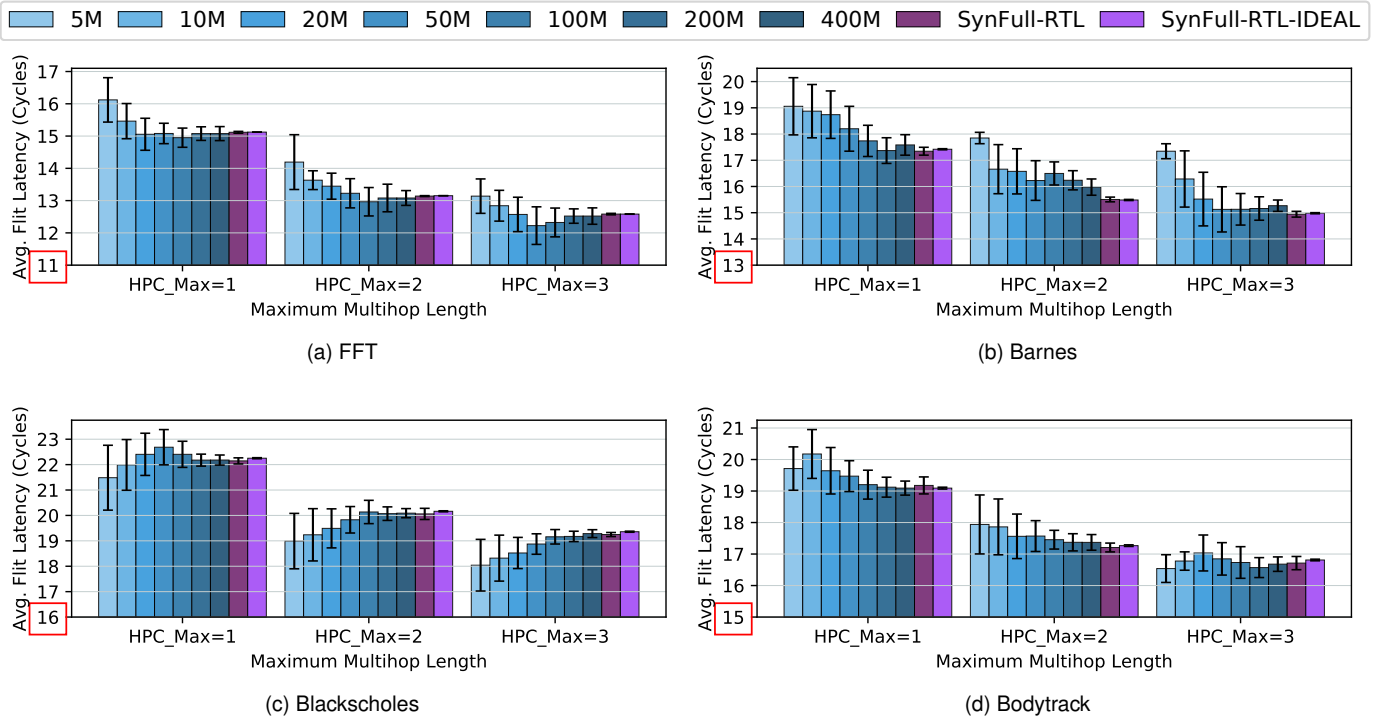 5M 10M 20M 50M 100M 200M 400M SynFull-RTL SynFull-RTL-IDEAL
Avg. Flit Latency (Cycles)
17
16
15
14
13
12
11
HPC_Max=1 HPC_Max=2 HPC_Max=3
Maximum Multihop Length
(a) FFT
Avg. Flit Latency (Cycles)
20
19
18
17
16
15
14
13
HPC_Max=1 HPC_Max=2 HPC_Max=3
Maximum Multihop Length
(b) Barnes
Avg. Flit Latency (Cycles)
23
22
21
20
19
18
17
16
HPC_Max=1 HPC_Max=2 HPC_Max=3
Maximum Multihop Length
(c) Blackscholes
Avg. Flit Latency (Cycles)
21
20
19
18
17
16
15
HPC_Max=1 HPC_Max=2 HPC_Max=3
Maximum Multihop Length
(d) Bodytrack